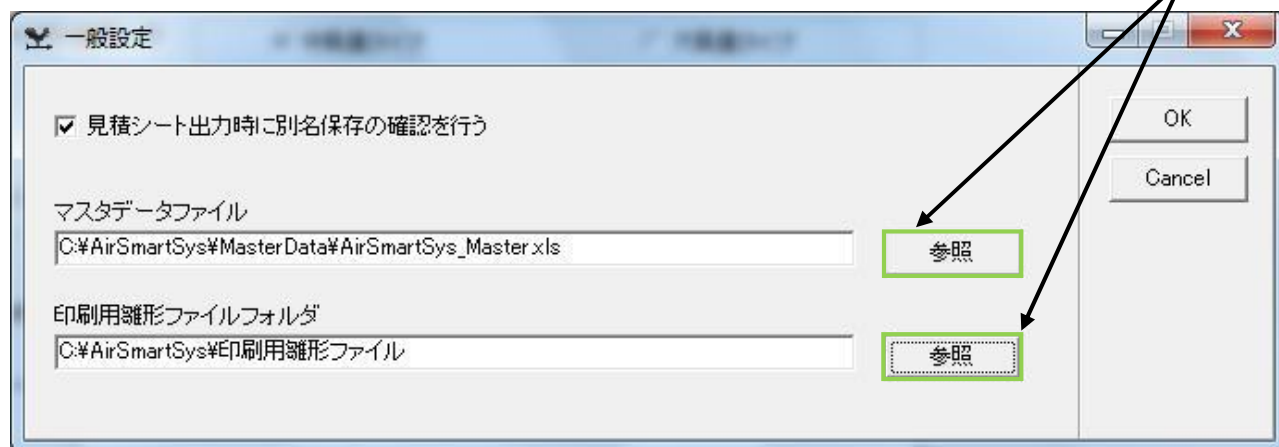 一般設定
見積シート出力時に別名保存の確認を行う
OK
Cancel
マスタデータファイル
C:¥AirSmartSys¥MasterData¥AirSmartSys_Master.xls
参照
印刷用雛形ファイルフォルダ
C:¥AirSmartSys¥印刷用雛形ファイル
参照